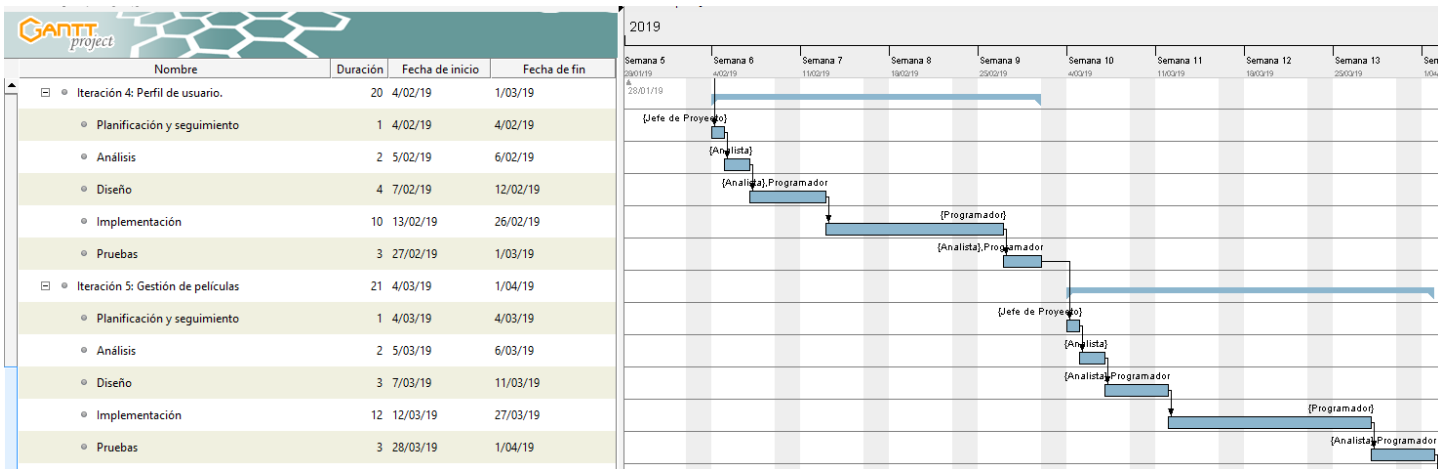 GANTT
project
2019
Nombre Duración Fecha de inicio Fecha de fin
Semana 5 Semana 6 Semana 7 Semana 8 Semana 9 Semana 10 Semana 11 Semana 12 Semana 13
28/01/19 4/02/19 11/02/19 18/02/19 25/02/19 4/03/19 11/03/19 18/03/19 25/03/19
28/01/19
Iteración 4: Perfil de usuario. 20 4/02/19 1/03/19
{Jefe de Proyecto}
Planificación y seguimiento 1 4/02/19 4/02/19
{Analista}
Análisis 2 5/02/19 6/02/19
{Analista},Programador
Diseño 4 7/02/19 12/02/19
{Programador}
Implementación 10 13/02/19 26/02/19
{Analista},Programador
Pruebas 3 27/02/19 1/03/19
Iteración 5: Gestión de películas 21 4/03/19 1/04/19
{Jefe de Proyecto}
Planificación y seguimiento 1 4/03/19 4/03/19
{Analista}
Análisis 2 5/03/19 6/03/19
{Analista},Programador
Diseño 3 7/03/19 11/03/19
{Programador}
Implementación 12 12/03/19 27/03/19
{Analista},Programador
Pruebas 3 28/03/19 1/04/19